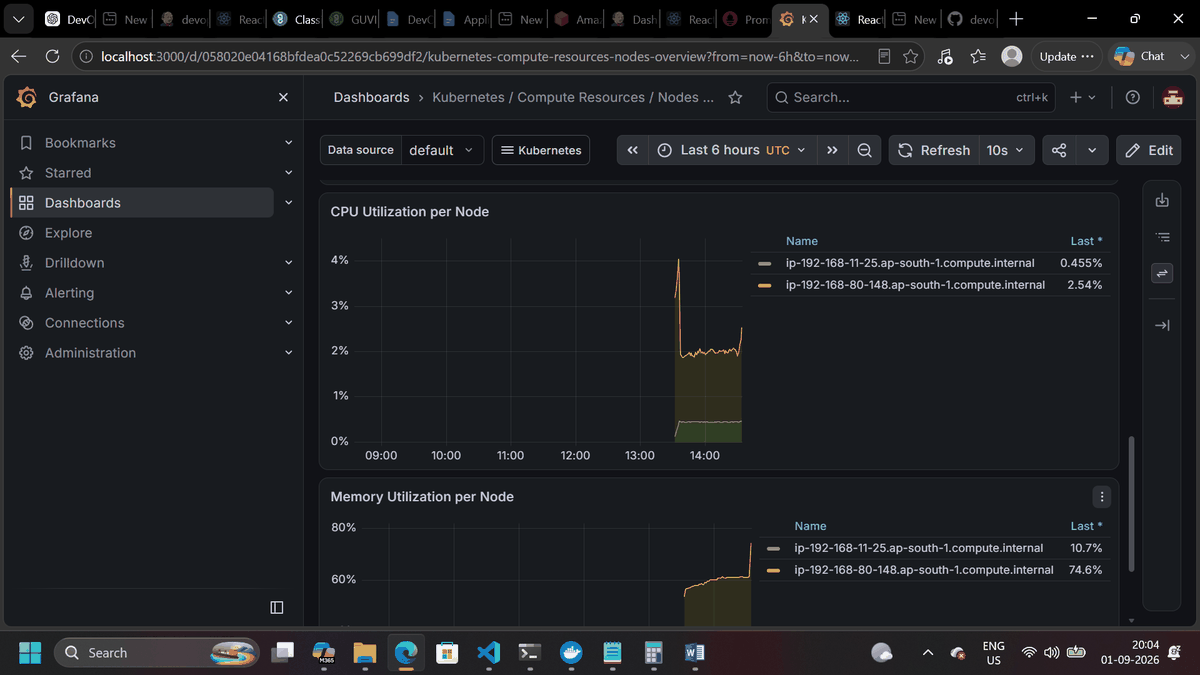 DevO
New
devo
React
Class
GUVI
DevO
Appli
New
Ama
Dash
React
Pron
K
React
New
devo
localhost:3000/d/058020e04168bfdea0c52269cb699df2/kubernetes-compute-resources-nodes-overview?from=now-6h&to=now...
Update
Chat
Grafana
Dashboards › Kubernetes / Compute Resources / Nodes ...
Search...
ctrl+k
Bookmarks
Starred
Dashboards
Explore
Drilldown
Alerting
Connections
Administration
Data source
default
Kubernetes
Last 6 hours UTC
Refresh
10s
Edit
CPU Utilization per Node
4%
3%
2%
1%
0%
09:00 10:00 11:00 12:00 13:00 14:00
Name Last *
ip-192-168-11-25.ap-south-1.compute.internal 0.455%
ip-192-168-80-148.ap-south-1.compute.internal 2.54%
Memory Utilization per Node
80%
60%
Name Last *
ip-192-168-11-25.ap-south-1.compute.internal 10.7%
ip-192-168-80-148.ap-south-1.compute.internal 74.6%
Search
M365
ENG
US
20:04
01-09-2026